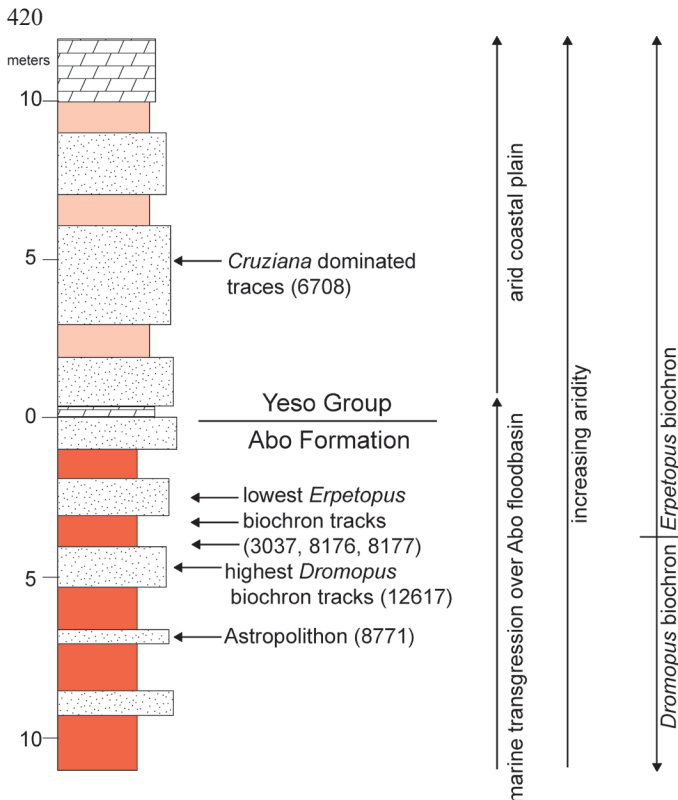 420
meters
10
5
0
5
10
Cruziana dominated
traces (6708)
Yeso Group
Abo Formation
lowest Erpetopus
biochron tracks
(3037, 8176, 8177)
highest Dromopus
biochron tracks (12617)
Astropolithon (8771)
arid coastal plain
marine transgression over Abo floodbasin
increasing aridity
Erpetopus biochron
Dromopus biochron